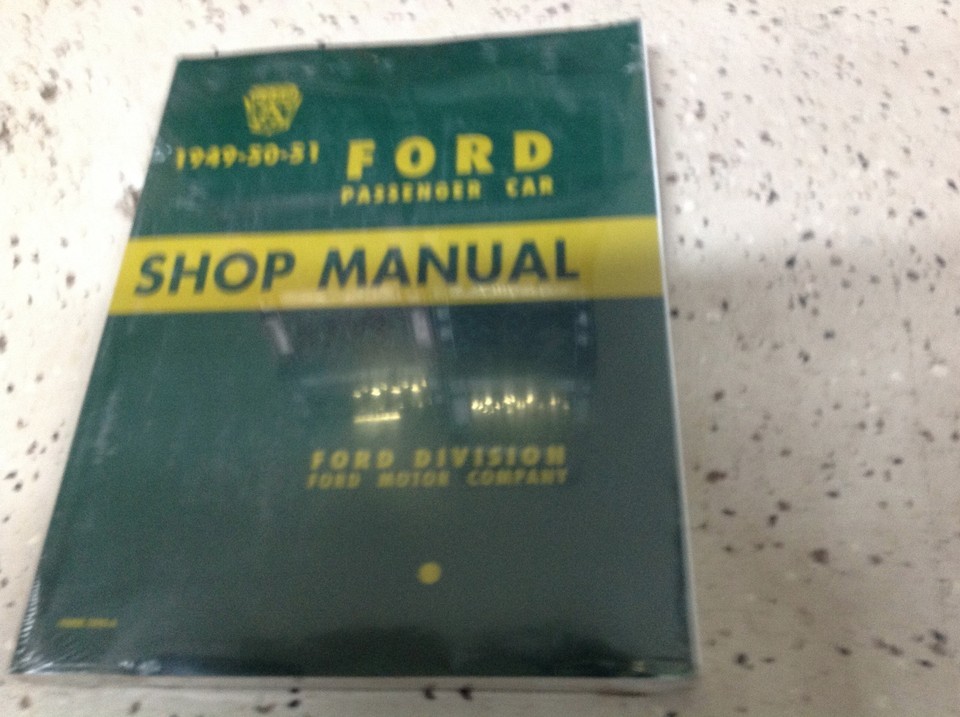 1949-50-51
FORD
PASSENGER CAR
SHOP MANUAL
FORD DIVISION
FORD MOTOR COMPANY